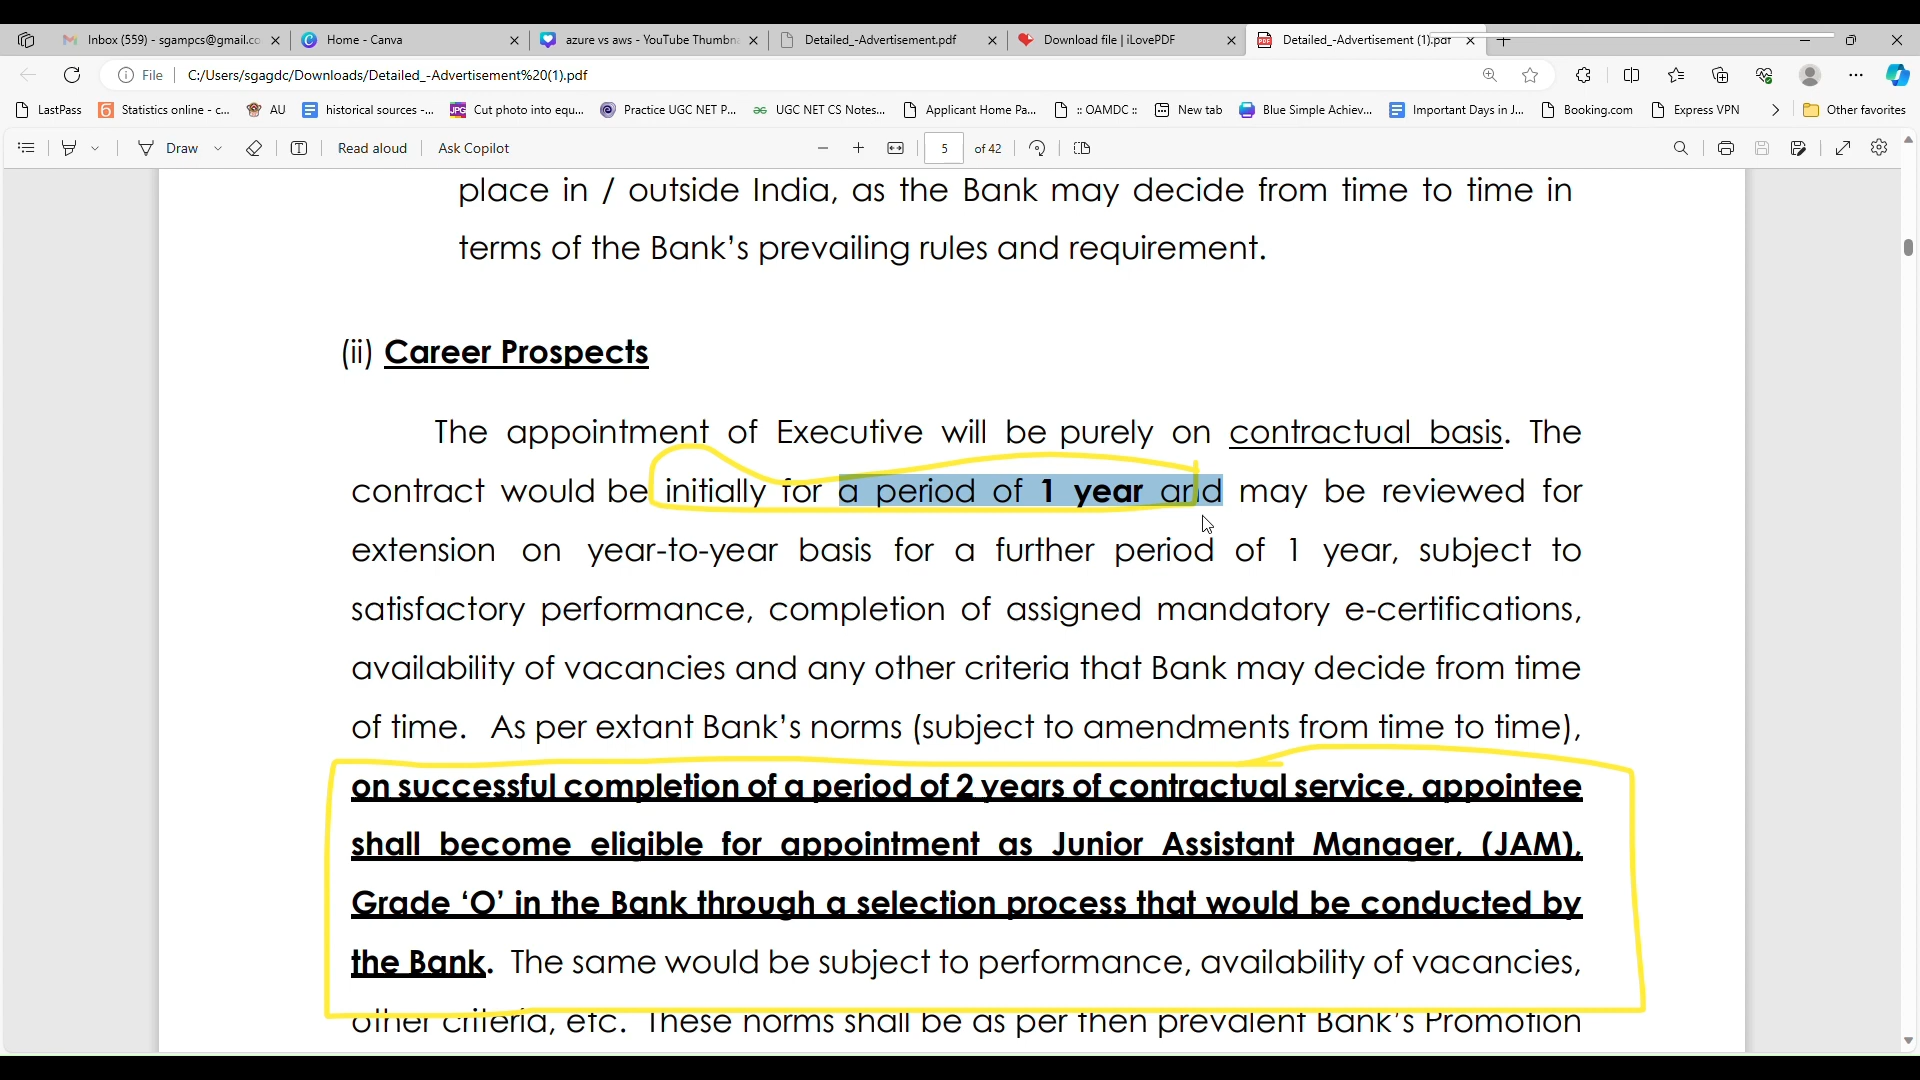 Inbox (559) - sgampcs@gmail.co
Home - Canva
azure vs aws - YouTube Thumbn
Detailed_-Advertisement.pdf
Download file | iLovePDF
Detailed_-Advertisement (1).pdf
File
C:/Users/sgagdc/Downloads/Detailed_-Advertisement%20(1).pdf
LastPass
Statistics online - c...
AU
historical sources -...
Cut photo into equ...
Practice UGC NET P...
UGC NET CS Notes...
Applicant Home Pa...
:: OAMDC ::
New tab
Blue Simple Achiev...
Important Days in J...
Booking.com
Express VPN
Other favorites
Draw
Read aloud
Ask Copilot
5 of 42
place in / outside India, as the Bank may decide from time to time in
terms of the Bank's prevailing rules and requirement.
(ii) Career Prospects
The appointment of Executive will be purely on contractual basis. The
contract would be initially for a period of 1 year and may be reviewed for
extension on year-to-year basis for a further period of 1 year, subject to
satisfactory performance, completion of assigned mandatory e-certifications,
availability of vacancies and any other criteria that Bank may decide from time
of time. As per extant Bank's norms (subject to amendments from time to time),
on successful completion of a period of 2 years of contractual service, appointee
shall become eligible for appointment as Junior Assistant Manager, (JAM),
Grade 'O' in the Bank through a selection process that would be conducted by
the Bank. The same would be subject to performance, availability of vacancies,
other criteria, etc. These norms shall be as per then prevalent Bank's Promotion